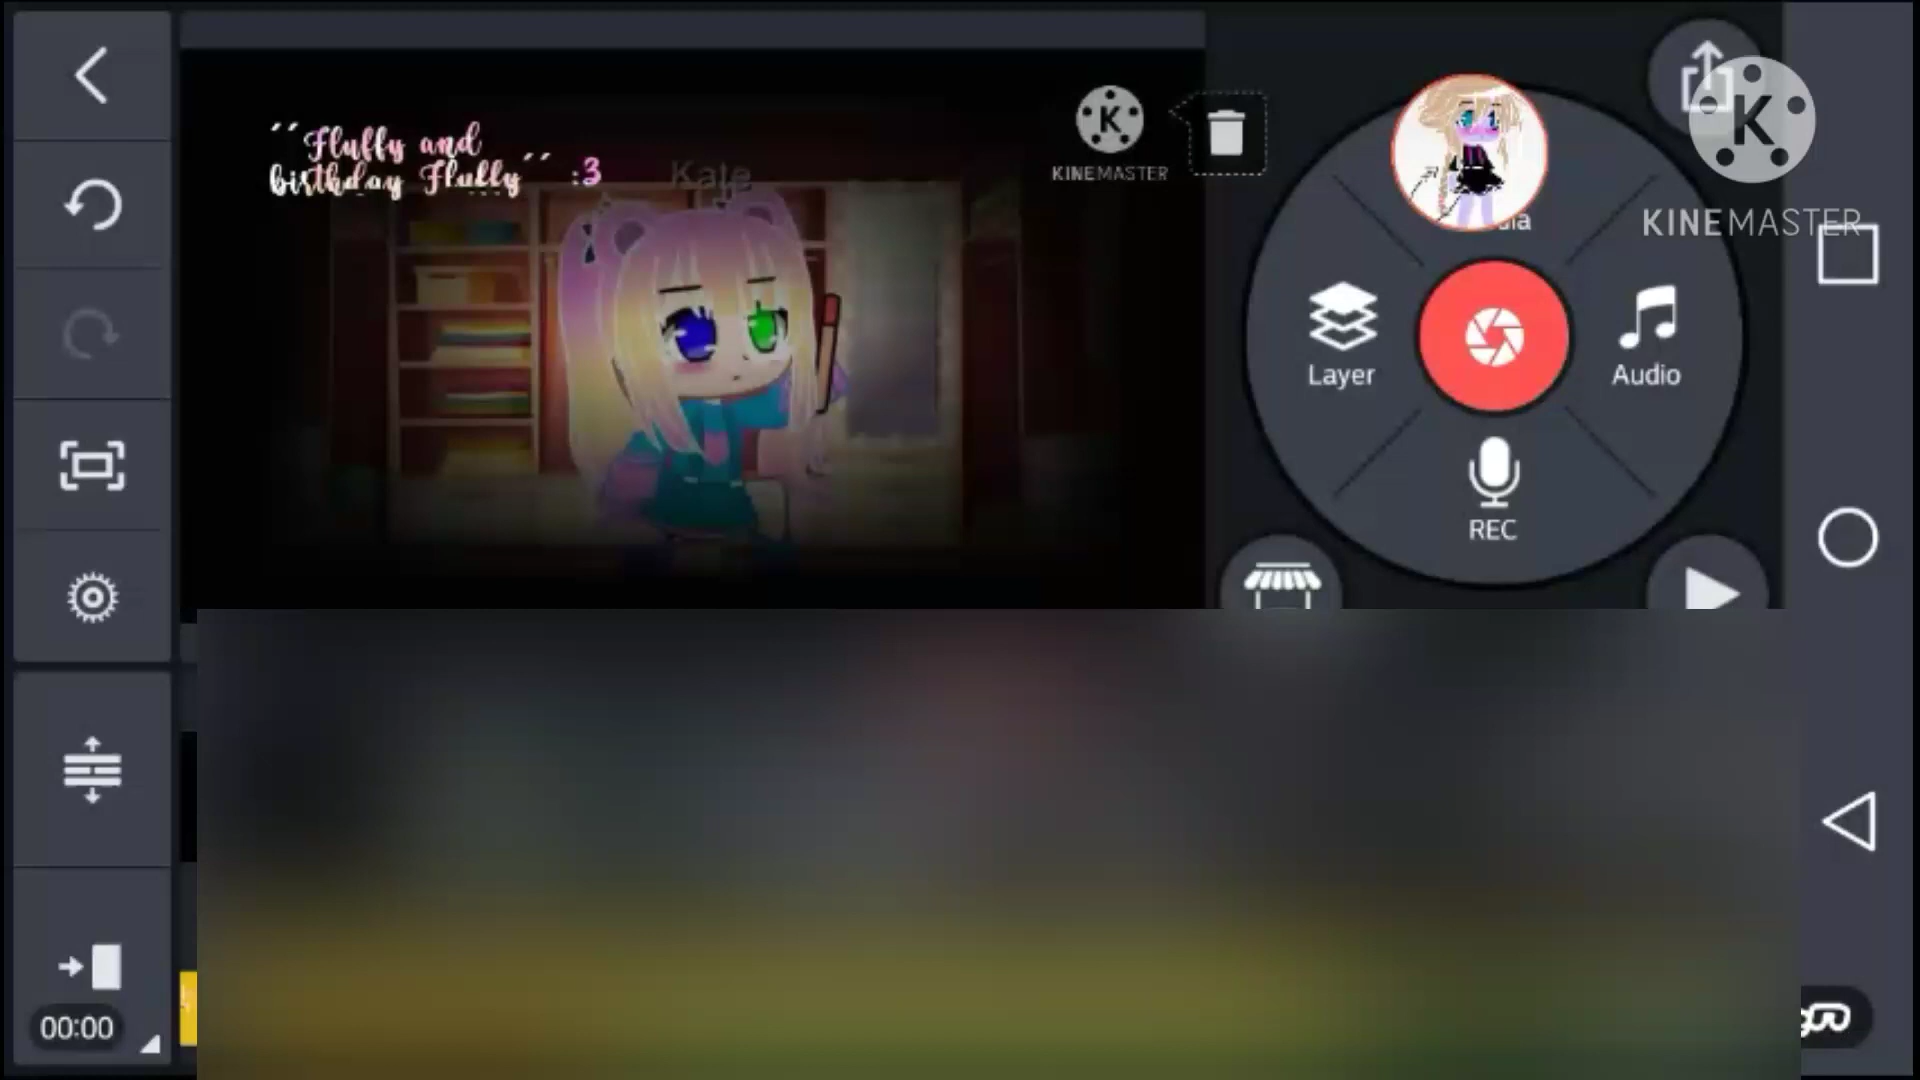 ´´Fluffy and
birthday Fluffy´´ :3
Kate
KINEMASTER
KINEMASTER
Layer
Audio
REC
00:00